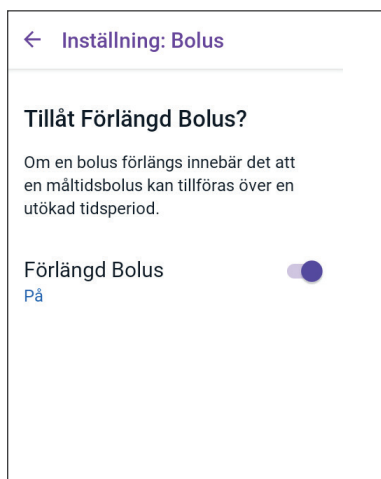 Inställning: Bolus
Tillåt Förlängd Bolus?
Om en bolus förlängs innebär det att
en måltidsbolus kan tillföras över en
utökad tidsperiod.
Förlängd Bolus
På